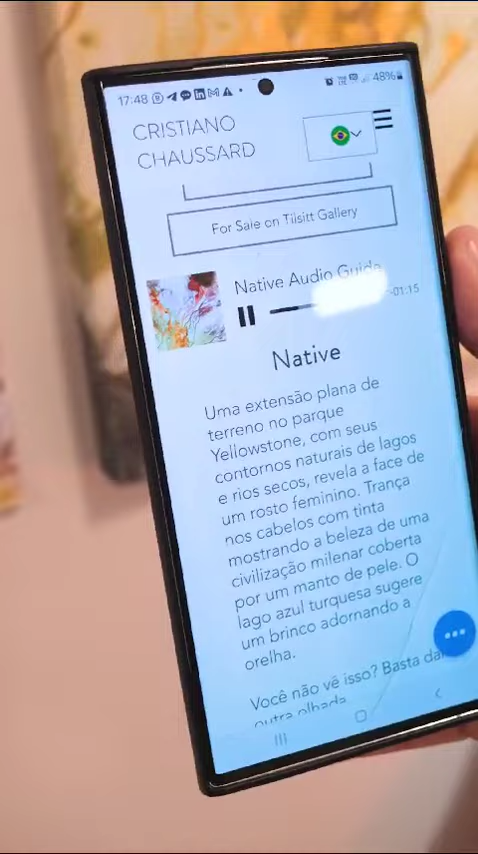 17:48
48%
CRISTIANO
CHAUSSARD
For Sale on Tilsitt Gallery
Native Audio Guide
-01:15
Native
Uma extensão plana de
terreno no parque
Yellowstone, com seus
contornos naturais de lagos
e rios secos, revela a face de
um rosto feminino. Trança
nos cabelos com tinta
mostrando a beleza de uma
civilização milenar coberta
por um manto de pele. O
lago azul turquesa sugere
um brinco adornando a
orelha.
Você não vê isso? Basta dar
outra olhada